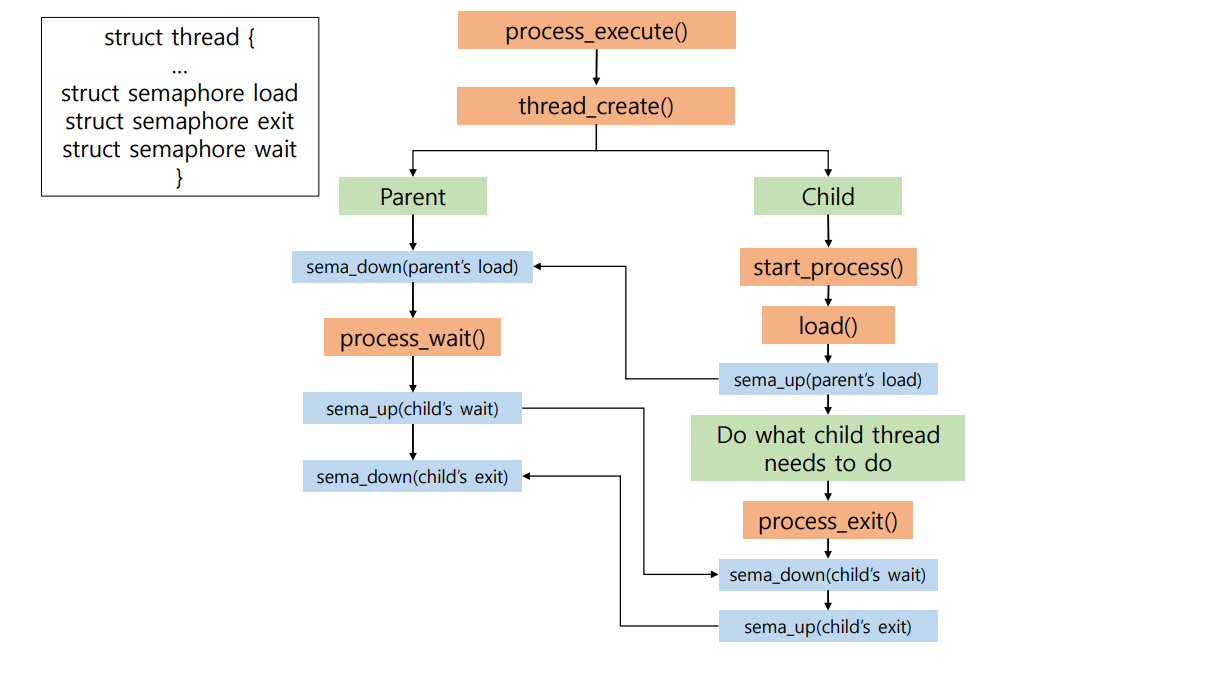 struct thread {
...
struct semaphore load
struct semaphore exit
struct semaphore wait
}
process_execute()
thread_create()
Parent
Child
sema_down(parent's load)
start_process()
process_wait()
load()
sema_up(parent's load)
sema_up(child's wait)
Do what child thread
needs to do
sema_down(child's exit)
process_exit()
sema_down(child's wait)
sema_up(child's exit)